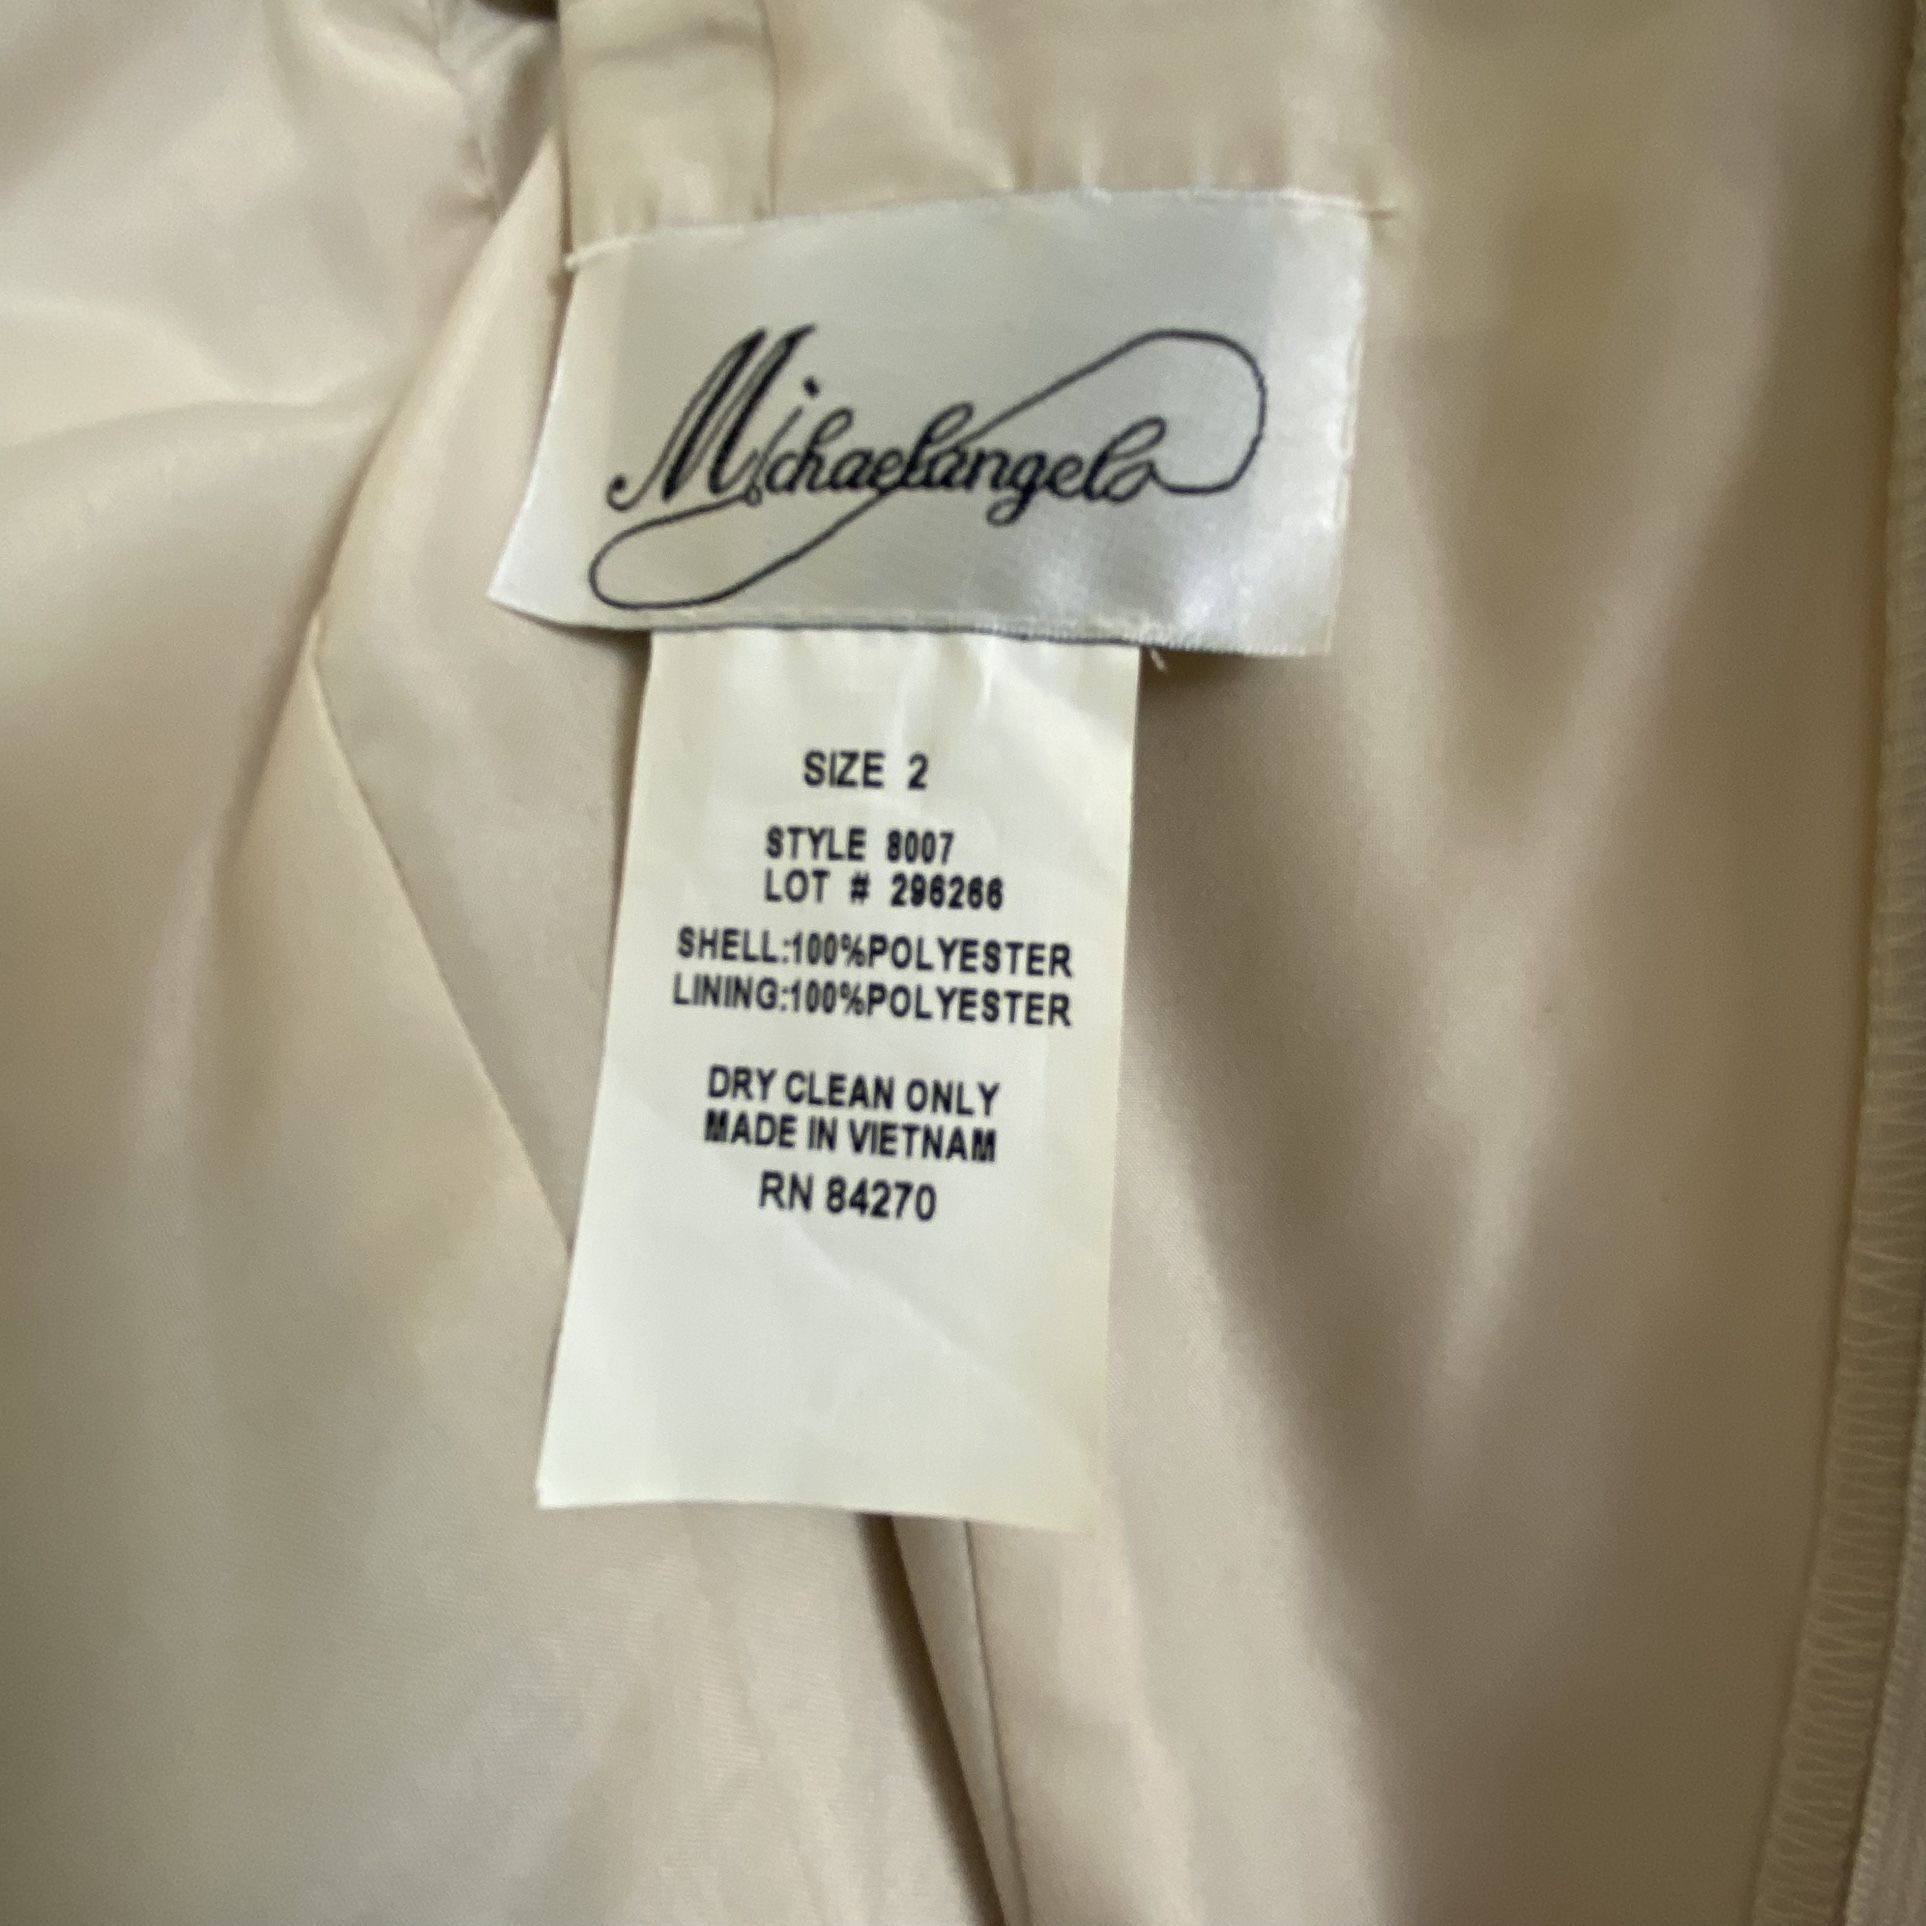 Michaelangelo
SIZE 2
STYLE 8007
LOT # 296266
SHELL:100%POLYESTER
LINING:100%POLYESTER
DRY CLEAN ONLY
MADE IN VIETNAM
RN 84270